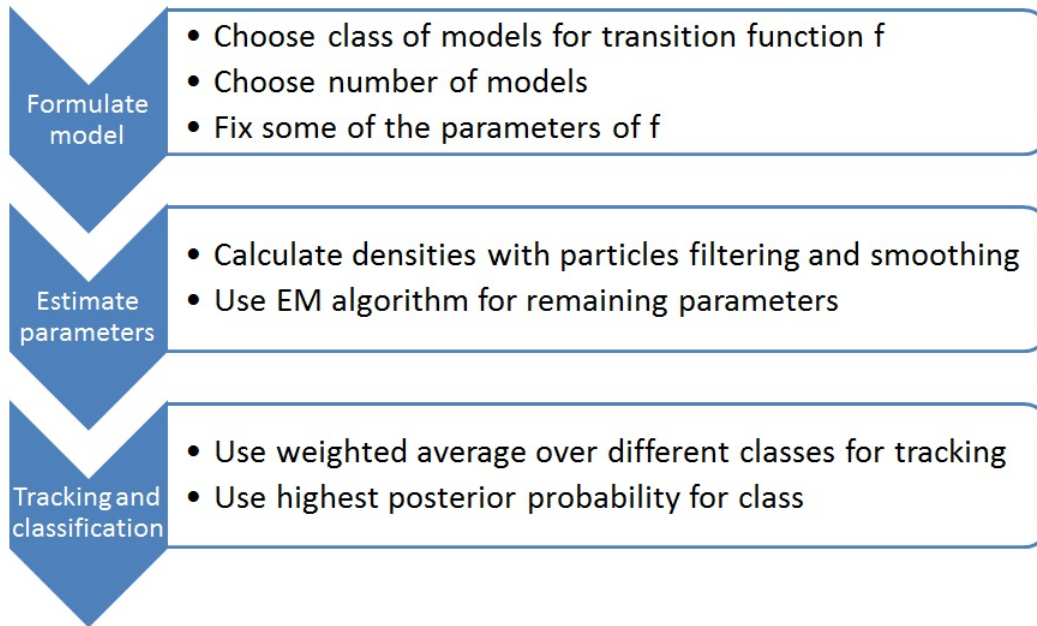 Formulate
model
• Choose class of models for transition function f
• Choose number of models
• Fix some of the parameters of f
Estimate
parameters
• Calculate densities with particles filtering and smoothing
• Use EM algorithm for remaining parameters
Tracking and
classification
• Use weighted average over different classes for tracking
• Use highest posterior probability for class